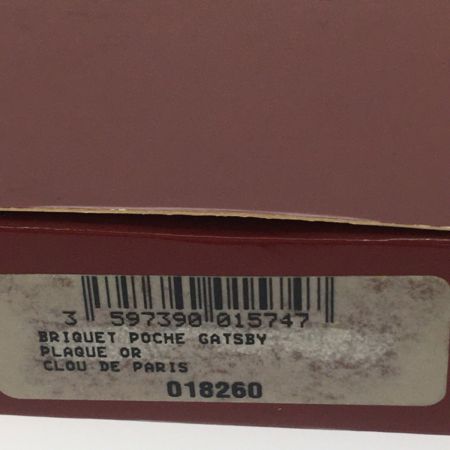 3 597390 015747
BRIQUET POCHE GATSBY
PLAQUE OR
CLOU DE PARIS
018260